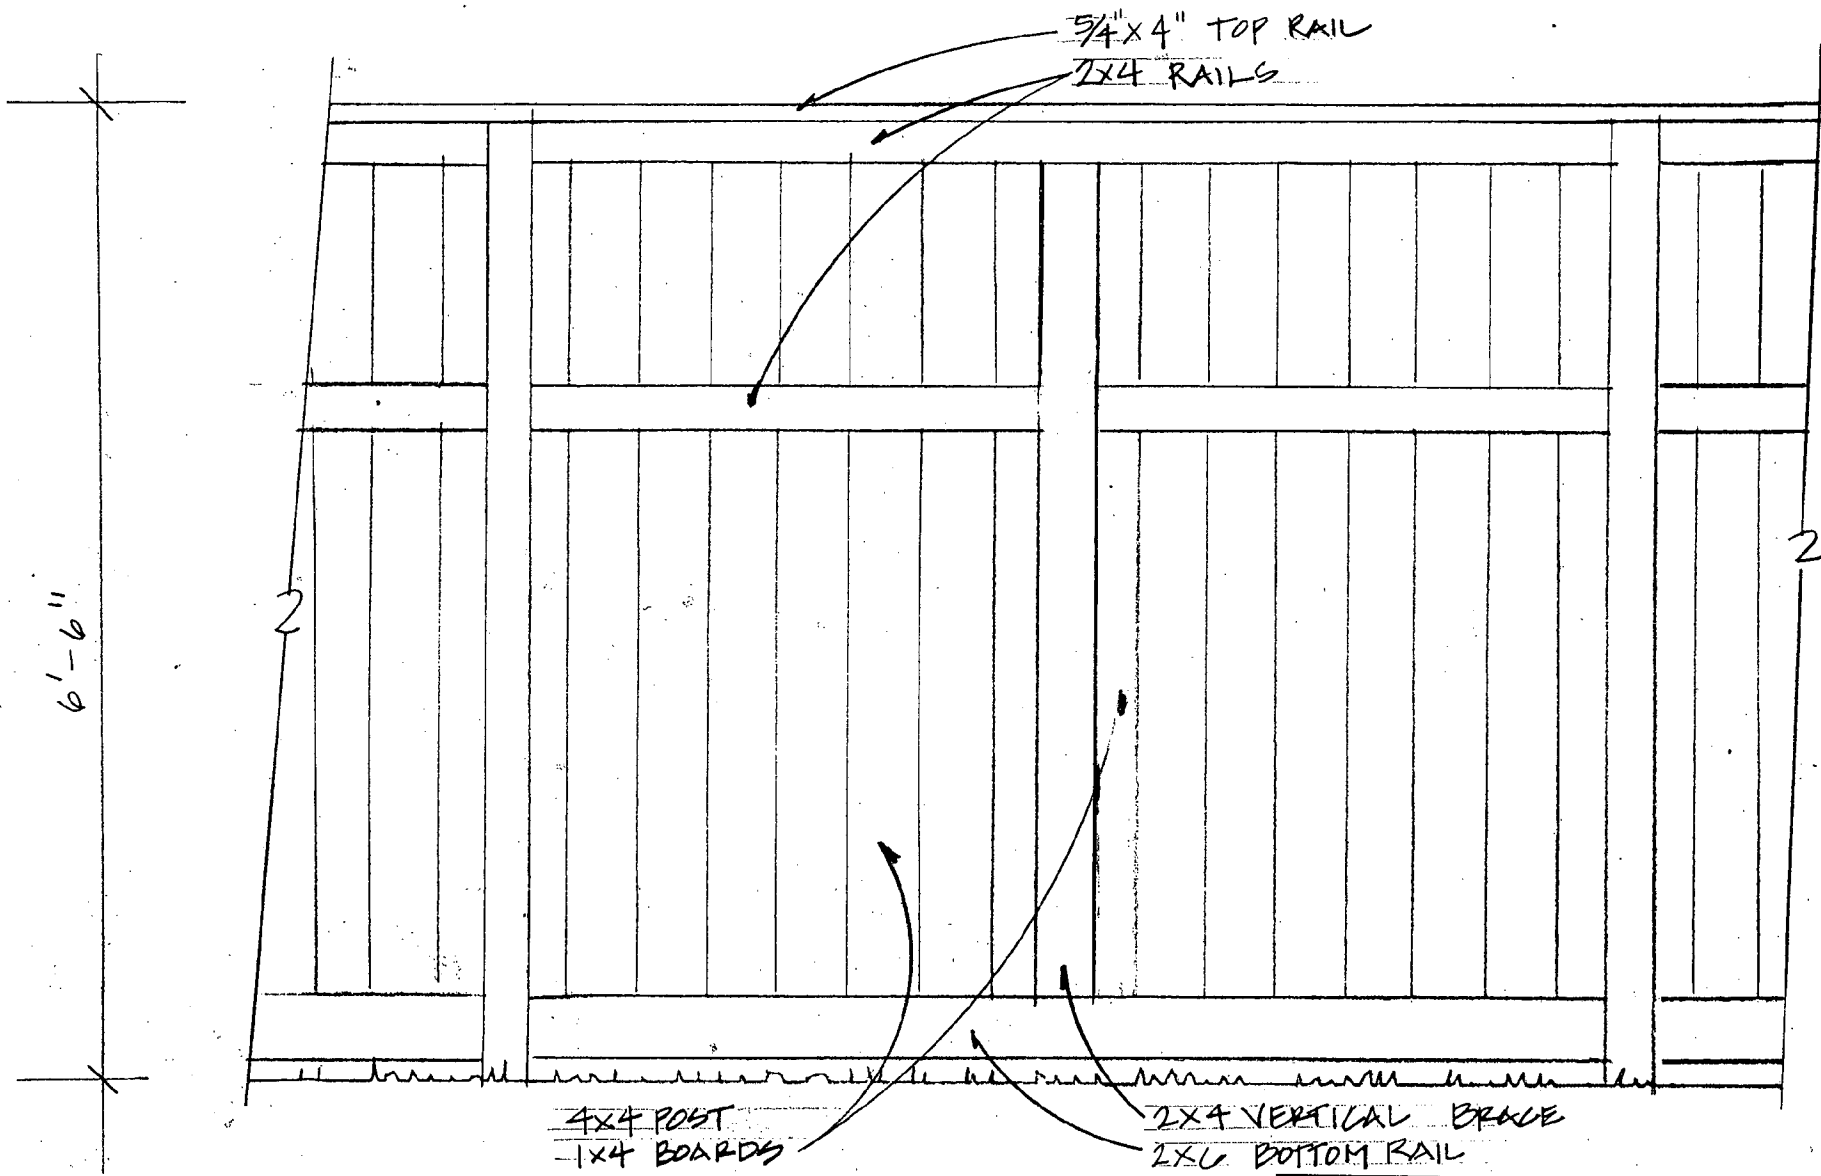 5/4"X4" TOP RAIL
2X4 RAILS
6'-6"
2
2
4X4 POST
1X4 BOARDS
2X4 VERTICAL BRACE
2X6 BOTTOM RAIL